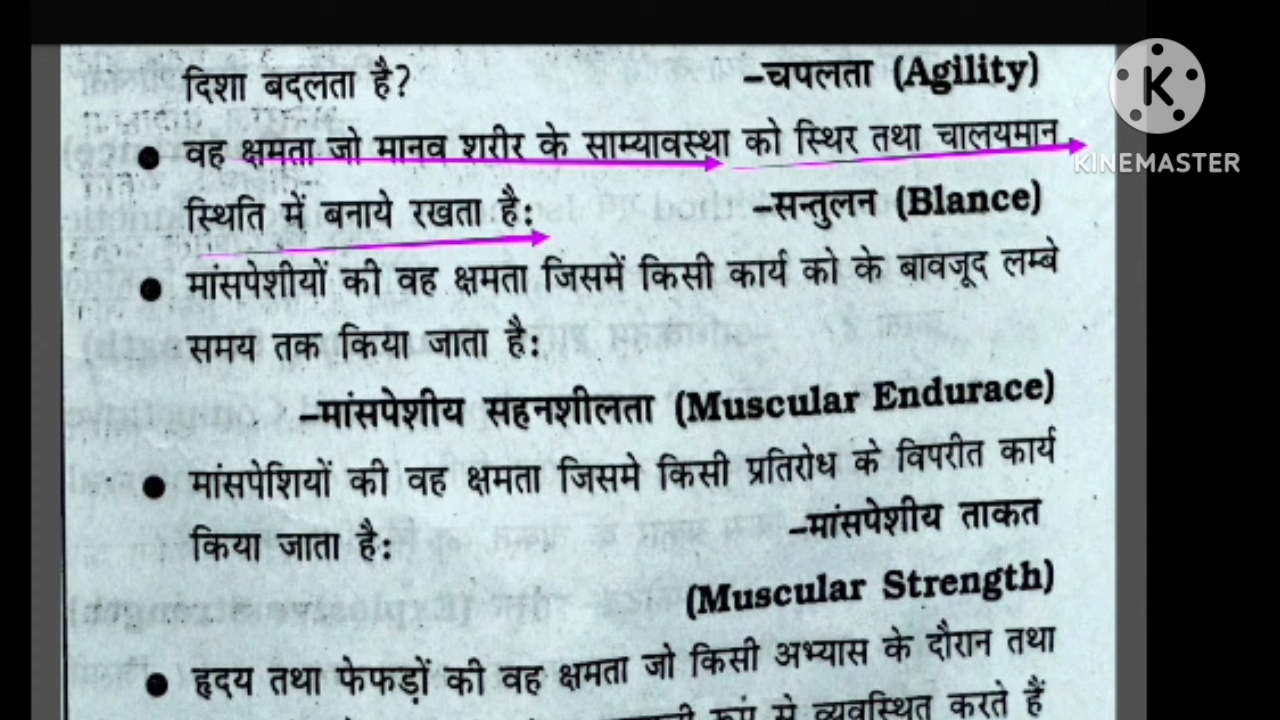 दिशा बदलता है? –चपलता (Agility)
● वह क्षमता जो मानव शरीर के साम्यावस्था को स्थिर तथा चालयमान
स्थिति में बनाये रखता है: –सन्तुलन (Blance)
● मांसपेशीयों की वह क्षमता जिसमें किसी कार्य को के बावजूद लम्बे
समय तक किया जाता है:
–मांसपेशीय सहनशीलता (Muscular Endurace)
● मांसपेशियों की वह क्षमता जिसमे किसी प्रतिरोध के विपरीत कार्य
किया जाता है: –मांसपेशीय ताकत
(Muscular Strength)
● हृदय तथा फेफड़ों की वह क्षमता जो किसी अभ्यास के दौरान तथा
से व्यवस्थित करते हैं
K
KINEMASTER